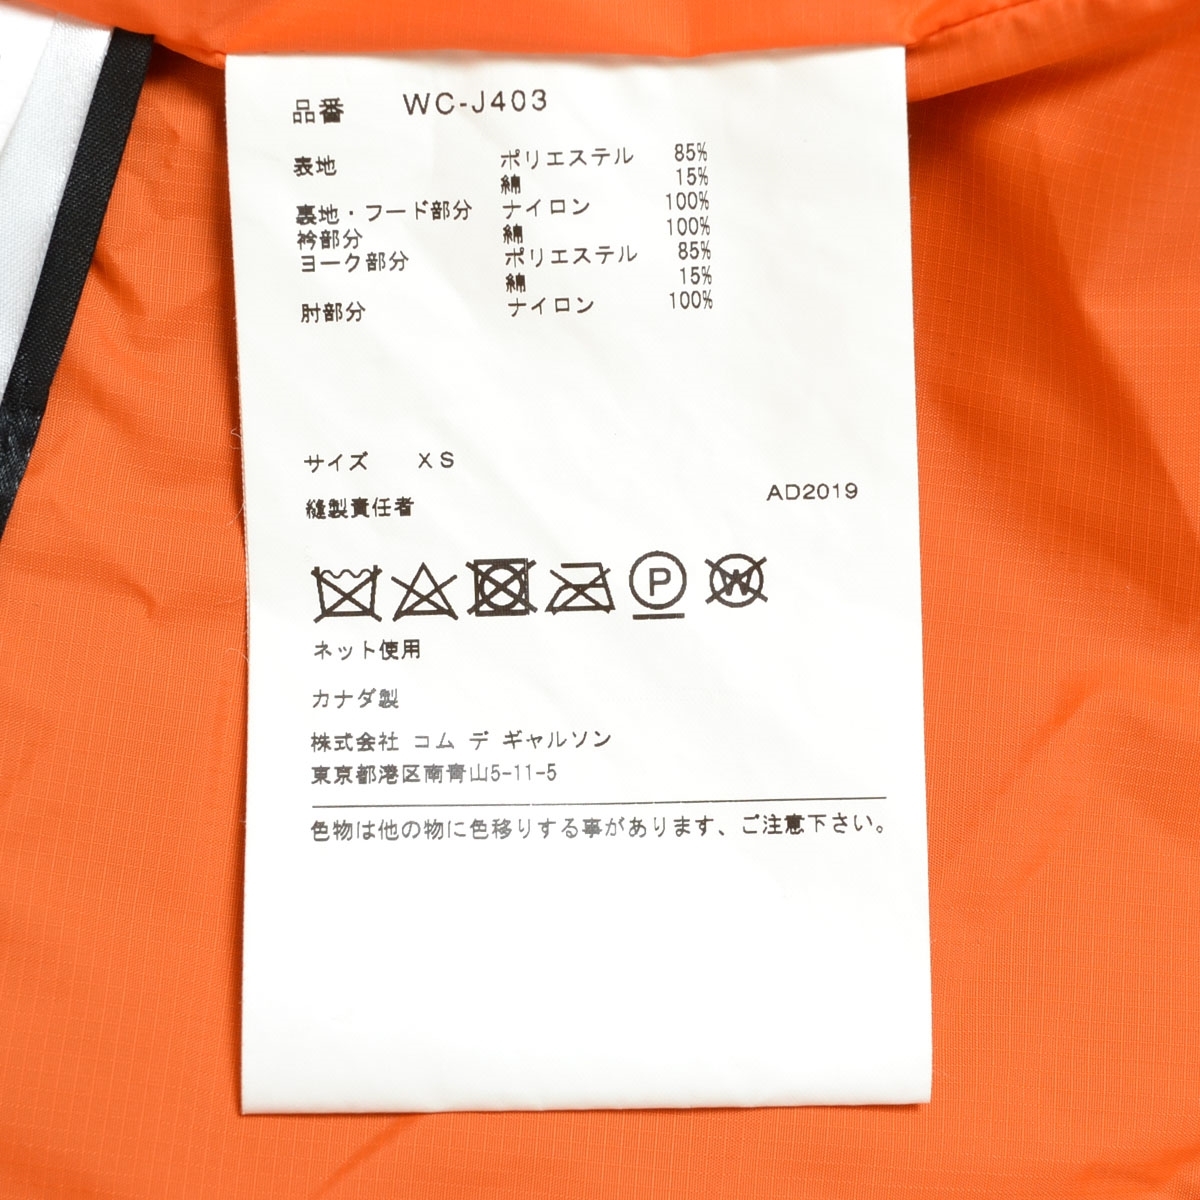 品番 WC-J403
表地 ポリエステル 85%
綿 15%
裏地・フード部分 ナイロン 100%
衿部分 綿 100%
ヨーク部分 ポリエステル 85%
綿 15%
肘部分 ナイロン 100%
サイズ XS
縫製責任者 AD2019
P W
ネット使用
カナダ製
株式会社 コム デ ギャルソン
東京都港区南青山5-11-5
色物は他の物に色移りする事があります、ご注意下さい。